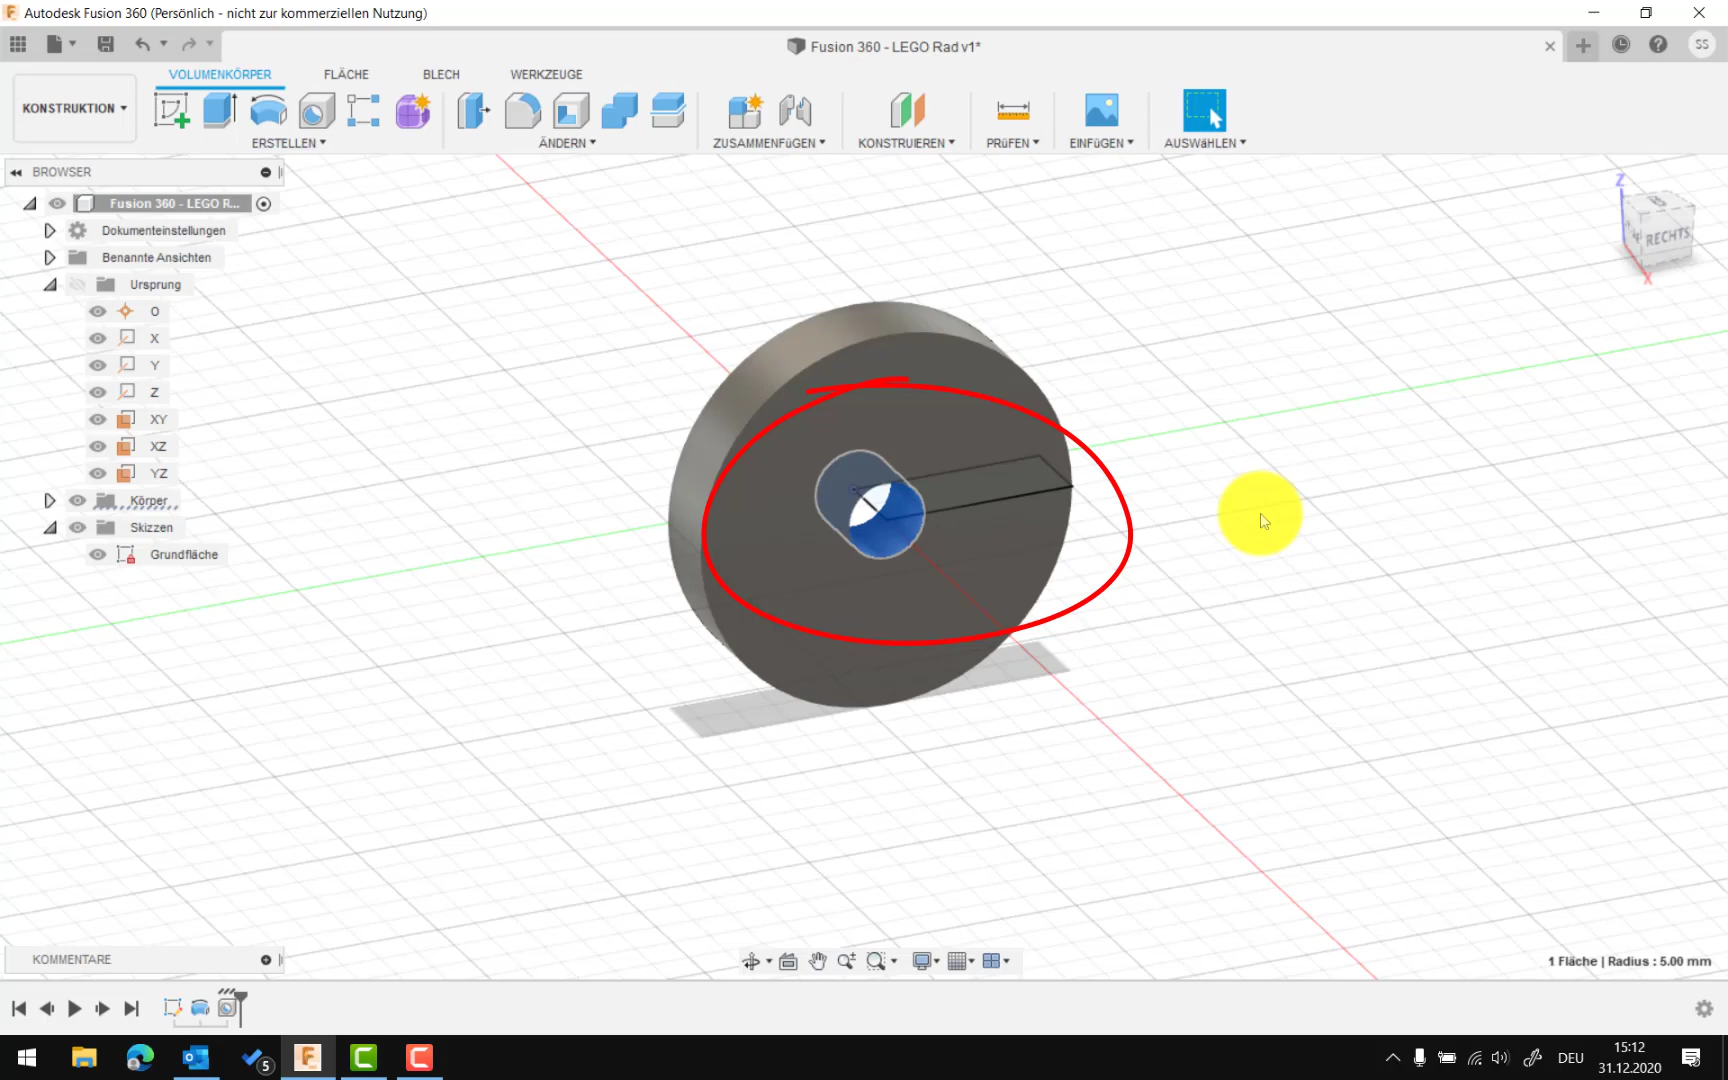 Autodesk Fusion 360 (Persönlich - nicht zur kommerziellen Nutzung)
Fusion 360 - LEGO Rad v1*
SS
KONSTRUKTION
VOLUMENKÖRPER
FLÄCHE
BLECH
WERKZEUGE
ERSTELLEN
ÄNDERN
ZUSAMMENFüGEN
KONSTRUIEREN
PRüFEN
EINFüGEN
AUSWäHLEN
BROWSER
Fusion 360 - LEGO R...
Dokumenteinstellungen
Benannte Ansichten
Ursprung
O
X
Y
Z
XY
XZ
YZ
Körper
Skizzen
Grundfläche
Z
RECHTS
X
KOMMENTARE
1 Fläche | Radius : 5.00 mm
5
DEU
15:12
31.12.2020